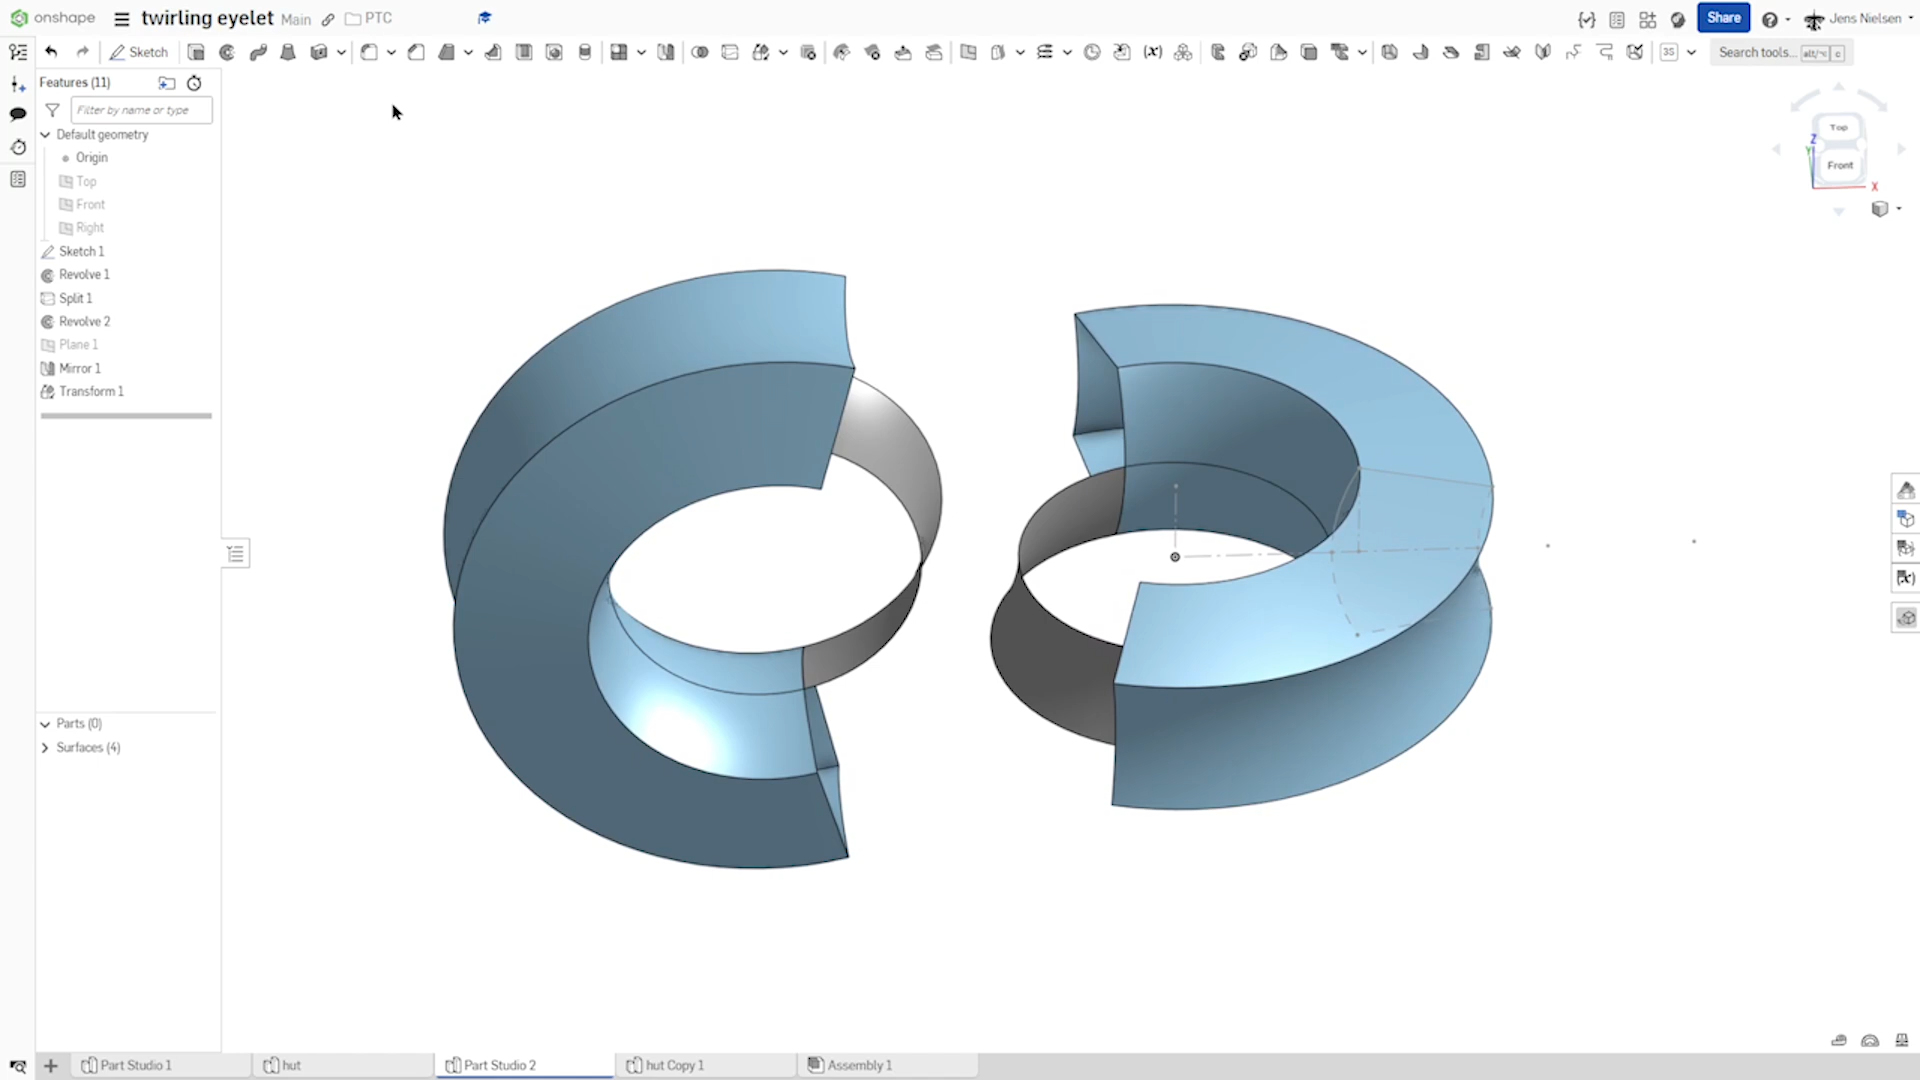 onshape
twirling eyelet Main PTC
Share
Jens Nielsen
Sketch
Search tools... alt/⌥ c
Features (11)
Filter by name or type
Default geometry
Origin
Top
Front
Right
Sketch 1
Revolve 1
Split 1
Revolve 2
Plane 1
Mirror 1
Transform 1
Parts (0)
Surfaces (4)
Top
Front
Z
Y
X
Part Studio 1
hut
Part Studio 2
hut Copy 1
Assembly 1